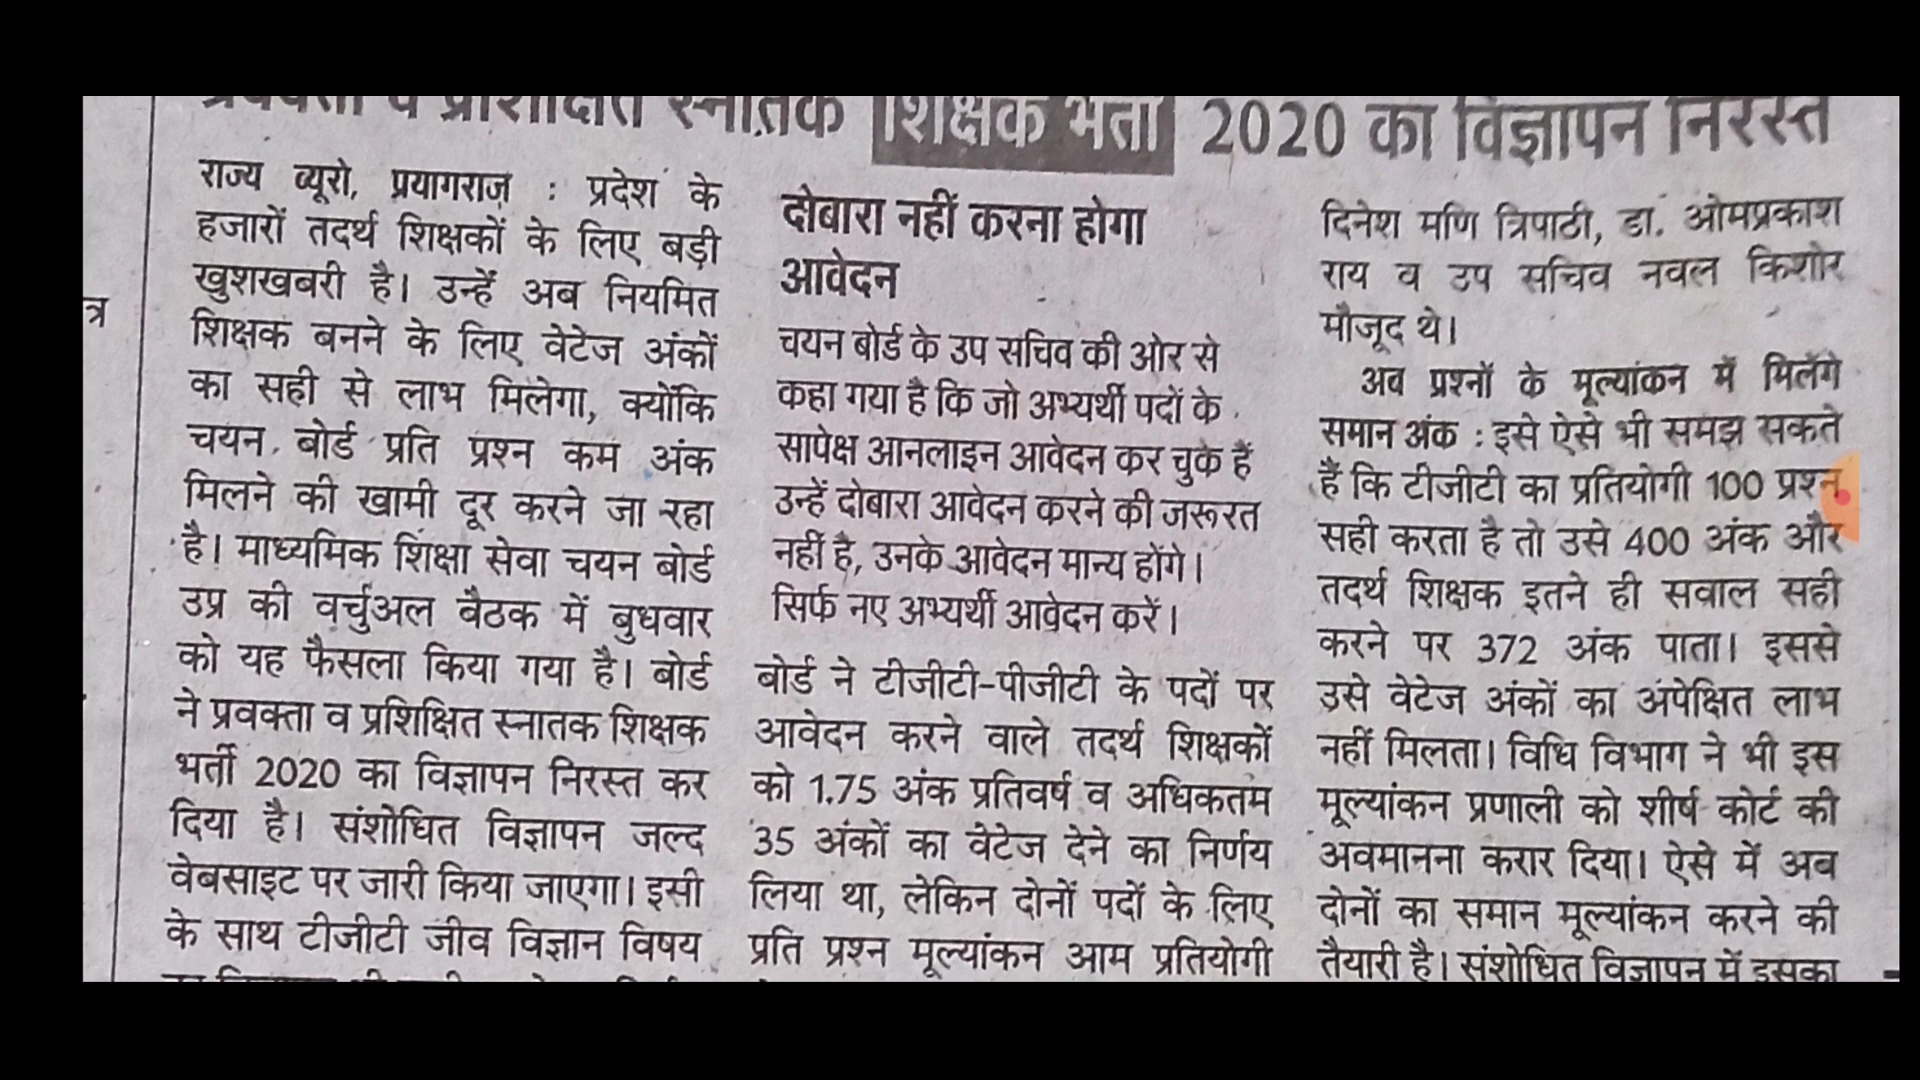 प्रवक्ता व प्रशिक्षित स्नातक शिक्षक भर्ती 2020 का विज्ञापन निरस्त
राज्य ब्यूरो, प्रयागराज : प्रदेश के
हजारों तदर्थ शिक्षकों के लिए बड़ी
खुशखबरी है। उन्हें अब नियमित
शिक्षक बनने के लिए वेटेज अंकों
का सही से लाभ मिलेगा, क्योंकि
चयन बोर्ड प्रति प्रश्न कम अंक
मिलने की खामी दूर करने जा रहा
है। माध्यमिक शिक्षा सेवा चयन बोर्ड
उप्र की वर्चुअल बैठक में बुधवार
को यह फैसला किया गया है। बोर्ड
ने प्रवक्ता व प्रशिक्षित स्नातक शिक्षक
भर्ती 2020 का विज्ञापन निरस्त कर
दिया है। संशोधित विज्ञापन जल्द
वेबसाइट पर जारी किया जाएगा। इसी
के साथ टीजीटी जीव विज्ञान विषय
दोबारा नहीं करना होगा
आवेदन
चयन बोर्ड के उप सचिव की ओर से
कहा गया है कि जो अभ्यर्थी पदों के
सापेक्ष आनलाइन आवेदन कर चुके हैं
उन्हें दोबारा आवेदन करने की जरूरत
नहीं है, उनके आवेदन मान्य होंगे।
सिर्फ नए अभ्यर्थी आवेदन करें।
बोर्ड ने टीजीटी-पीजीटी के पदों पर
आवेदन करने वाले तदर्थ शिक्षकों
को 1.75 अंक प्रतिवर्ष व अधिकतम
35 अंकों का वेटेज देने का निर्णय
लिया था, लेकिन दोनों पदों के लिए
प्रति प्रश्न मूल्यांकन आम प्रतियोगी
दिनेश मणि त्रिपाठी, डा. ओमप्रकाश
राय व उप सचिव नवल किशोर
मौजूद थे।
अब प्रश्नों के मूल्यांकन में मिलेंगे
समान अंक : इसे ऐसे भी समझ सकते
हैं कि टीजीटी का प्रतियोगी 100 प्रश्न
सही करता है तो उसे 400 अंक और
तदर्थ शिक्षक इतने ही सवाल सही
करने पर 372 अंक पाता। इससे
उसे वेटेज अंकों का अपेक्षित लाभ
नहीं मिलता। विधि विभाग ने भी इस
मूल्यांकन प्रणाली को शीर्ष कोर्ट की
अवमानना करार दिया। ऐसे में अब
दोनों का समान मूल्यांकन करने की
तैयारी है। संशोधित विज्ञापन में इसका
त्र